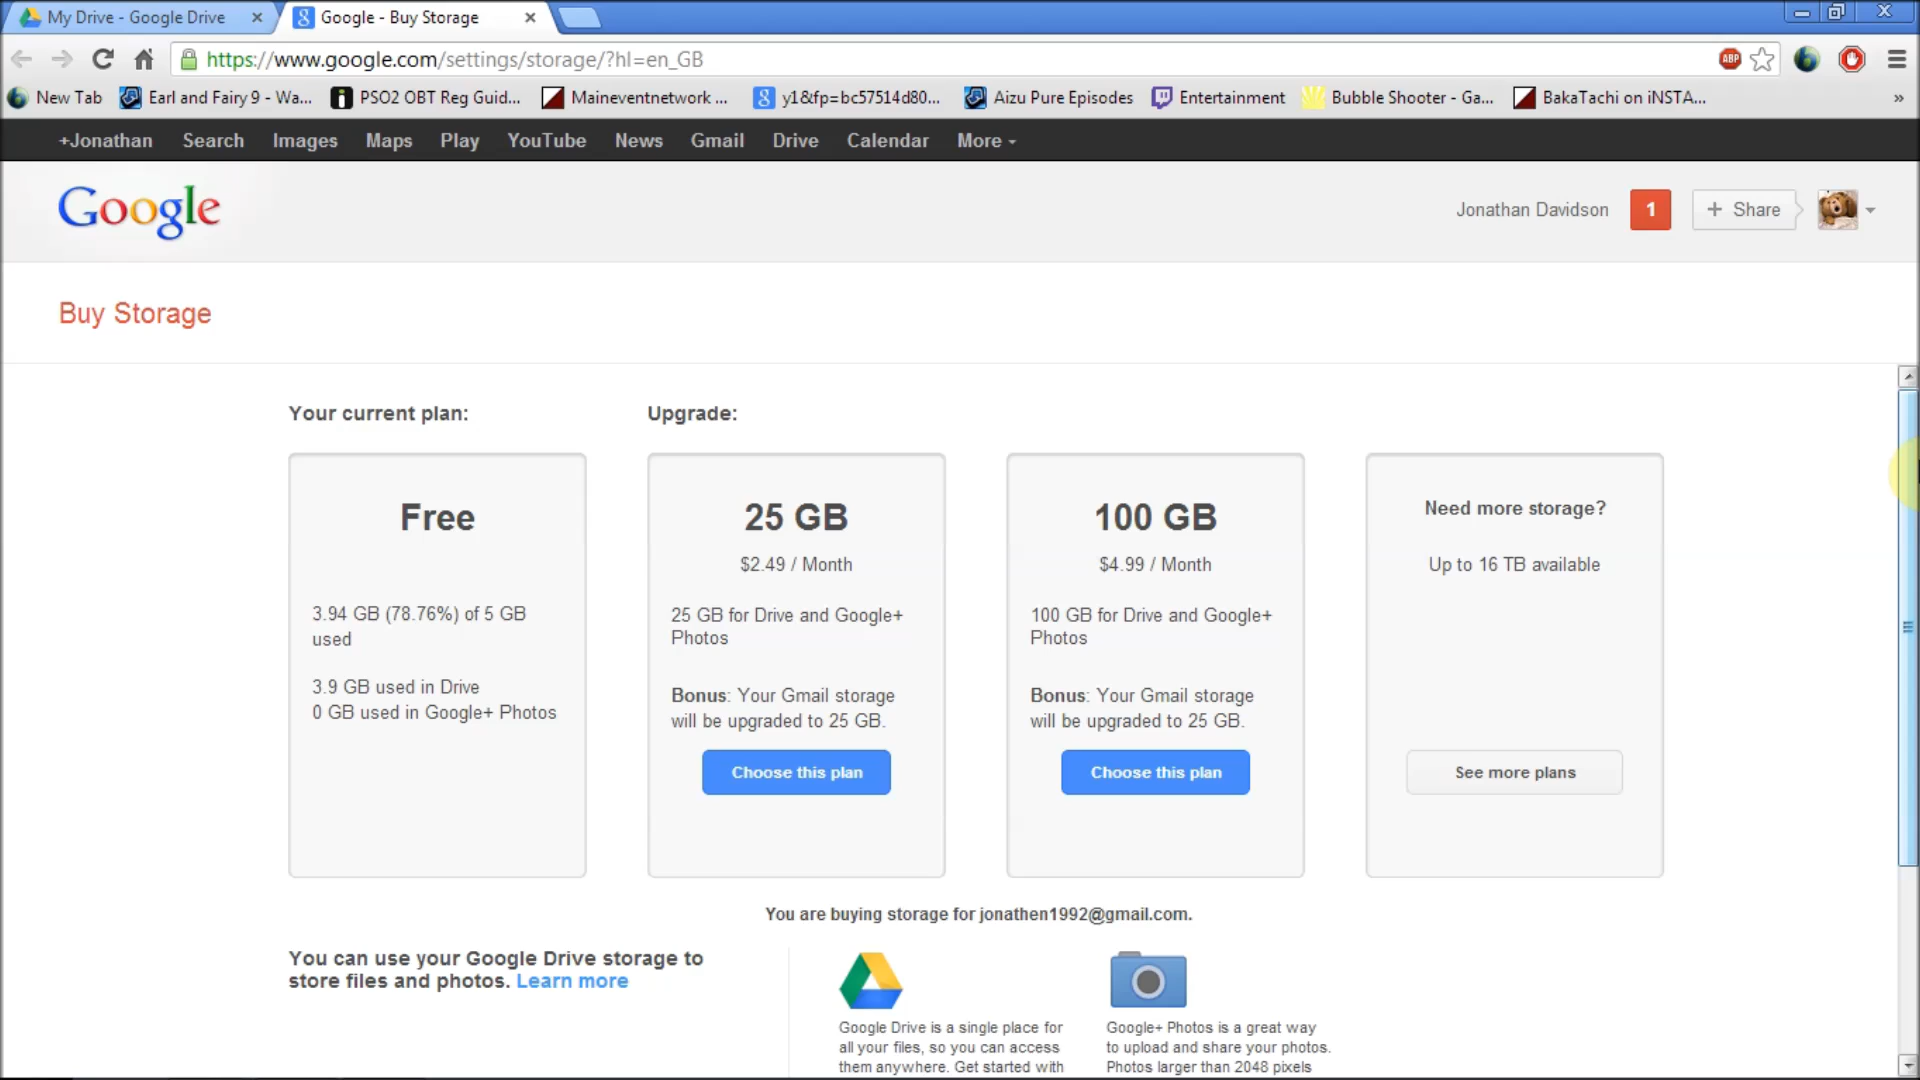 My Drive - Google Drive
Google - Buy Storage
https://www.google.com/settings/storage/?hl=en_GB
ABP
New Tab
Earl and Fairy 9 - Wa...
PSO2 OBT Reg Guid...
Maineventnetwork ...
y1&fp=bc57514d80...
Aizu Pure Episodes
Entertainment
Bubble Shooter - Ga...
BakaTachi on iNSTA...
»
+Jonathan
Search
Images
Maps
Play
YouTube
News
Gmail
Drive
Calendar
More
Google
Jonathan Davidson
1
+ Share
Buy Storage
Your current plan:
Upgrade:
Free
3.94 GB (78.76%) of 5 GB
used
3.9 GB used in Drive
0 GB used in Google+ Photos
25 GB
$2.49 / Month
25 GB for Drive and Google+
Photos
Bonus: Your Gmail storage
will be upgraded to 25 GB.
Choose this plan
100 GB
$4.99 / Month
100 GB for Drive and Google+
Photos
Bonus: Your Gmail storage
will be upgraded to 25 GB.
Choose this plan
Need more storage?
Up to 16 TB available
See more plans
You are buying storage for jonathen1992@gmail.com.
You can use your Google Drive storage to
store files and photos. Learn more
Google Drive is a single place for
all your files, so you can access
them anywhere. Get started with
Google+ Photos is a great way
to upload and share your photos.
Photos larger than 2048 pixels